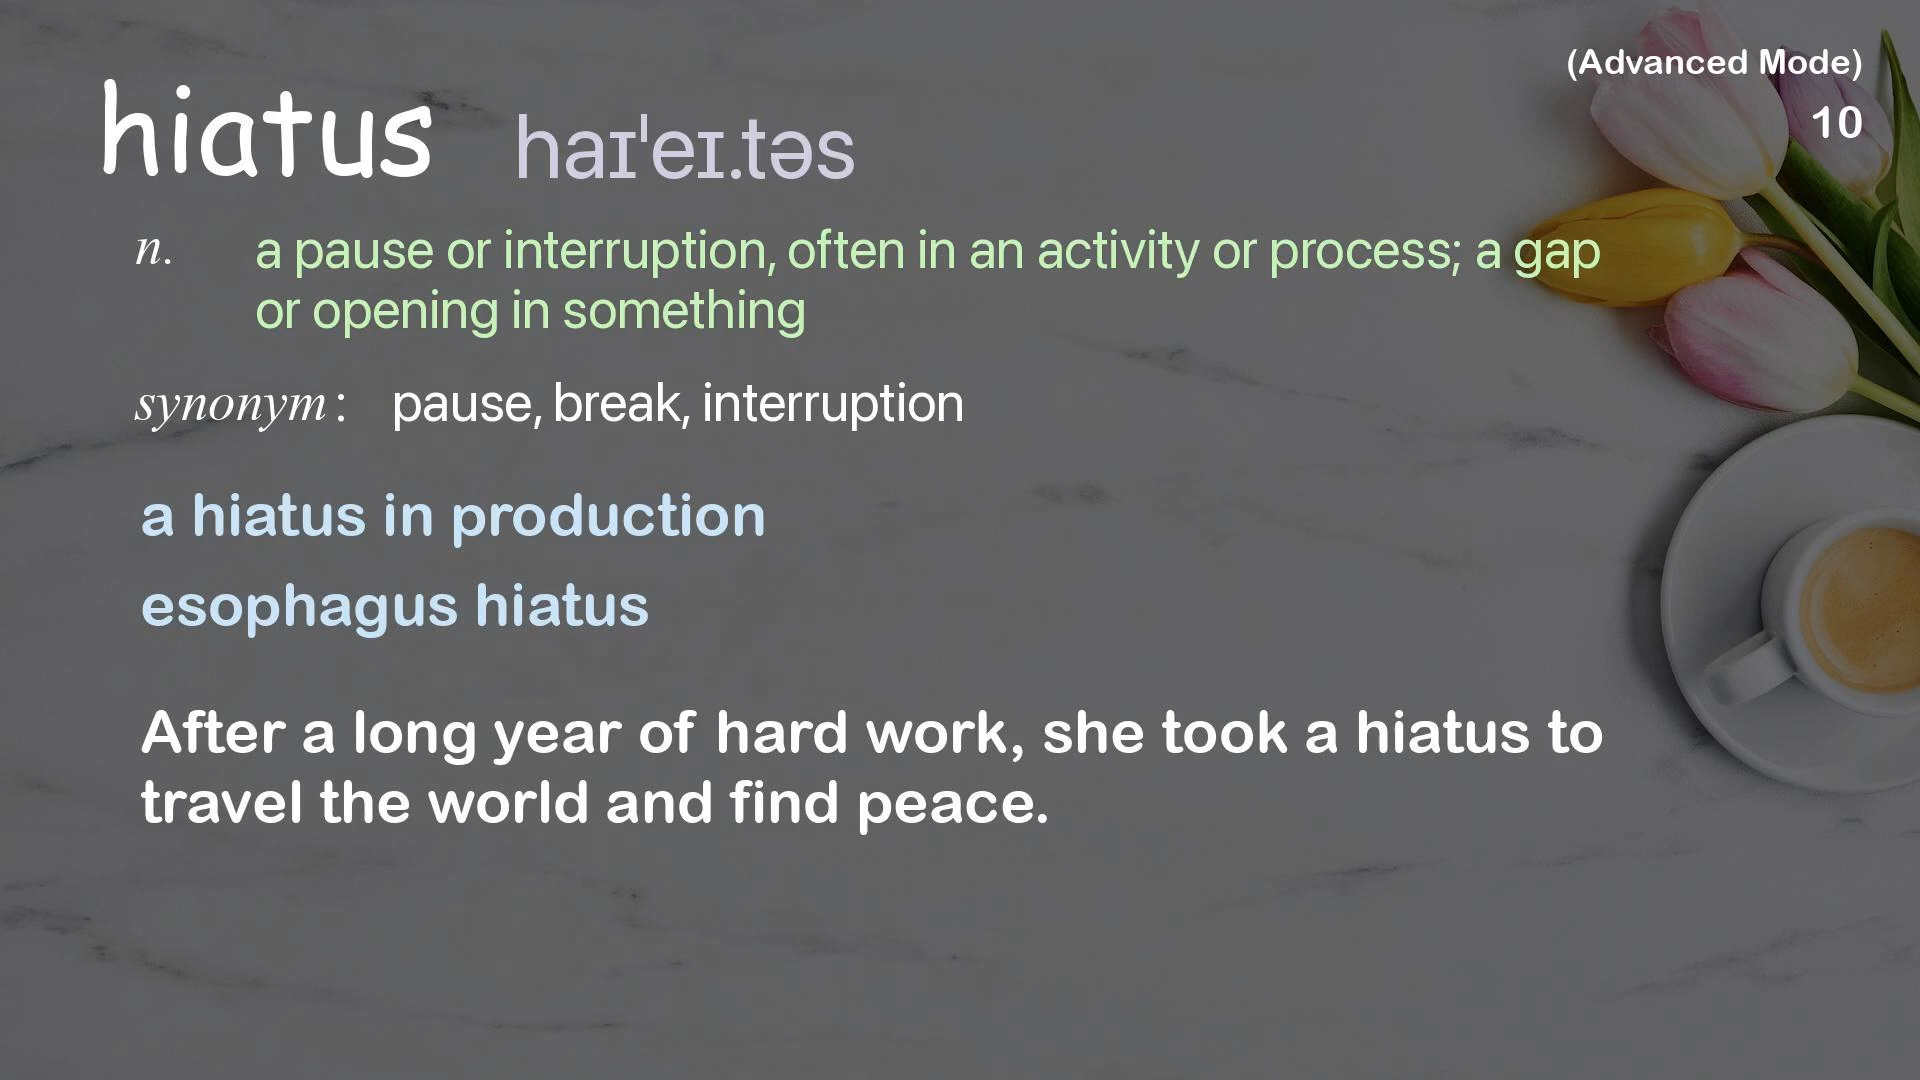 (Advanced Mode)
10
hiatus haɪˈeɪ.təs
n. a pause or interruption, often in an activity or process; a gap
or opening in something
synonym: pause, break, interruption
a hiatus in production
esophagus hiatus
After a long year of hard work, she took a hiatus to
travel the world and find peace.